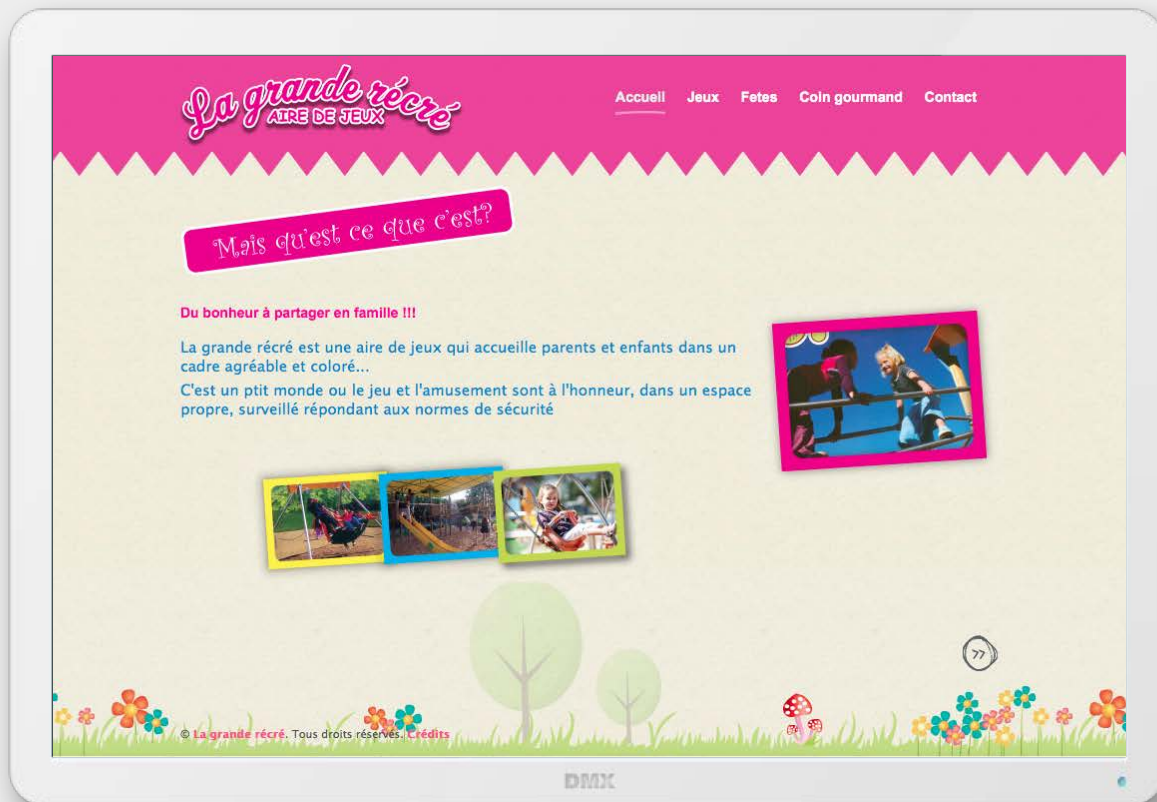 La grande récré
AIRE DE JEUX
Accueil Jeux Fetes Coin gourmand Contact
Mais qu'est ce que c'est?
Du bonheur à partager en famille !!!
La grande récré est une aire de jeux qui accueille parents et enfants dans un
cadre agréable et coloré...
C'est un ptit monde ou le jeu et l'amusement sont à l'honneur, dans un espace
propre, surveillé répondant aux normes de sécurité
>>
© La grande récré. Tous droits réservés. Crédits
DMX